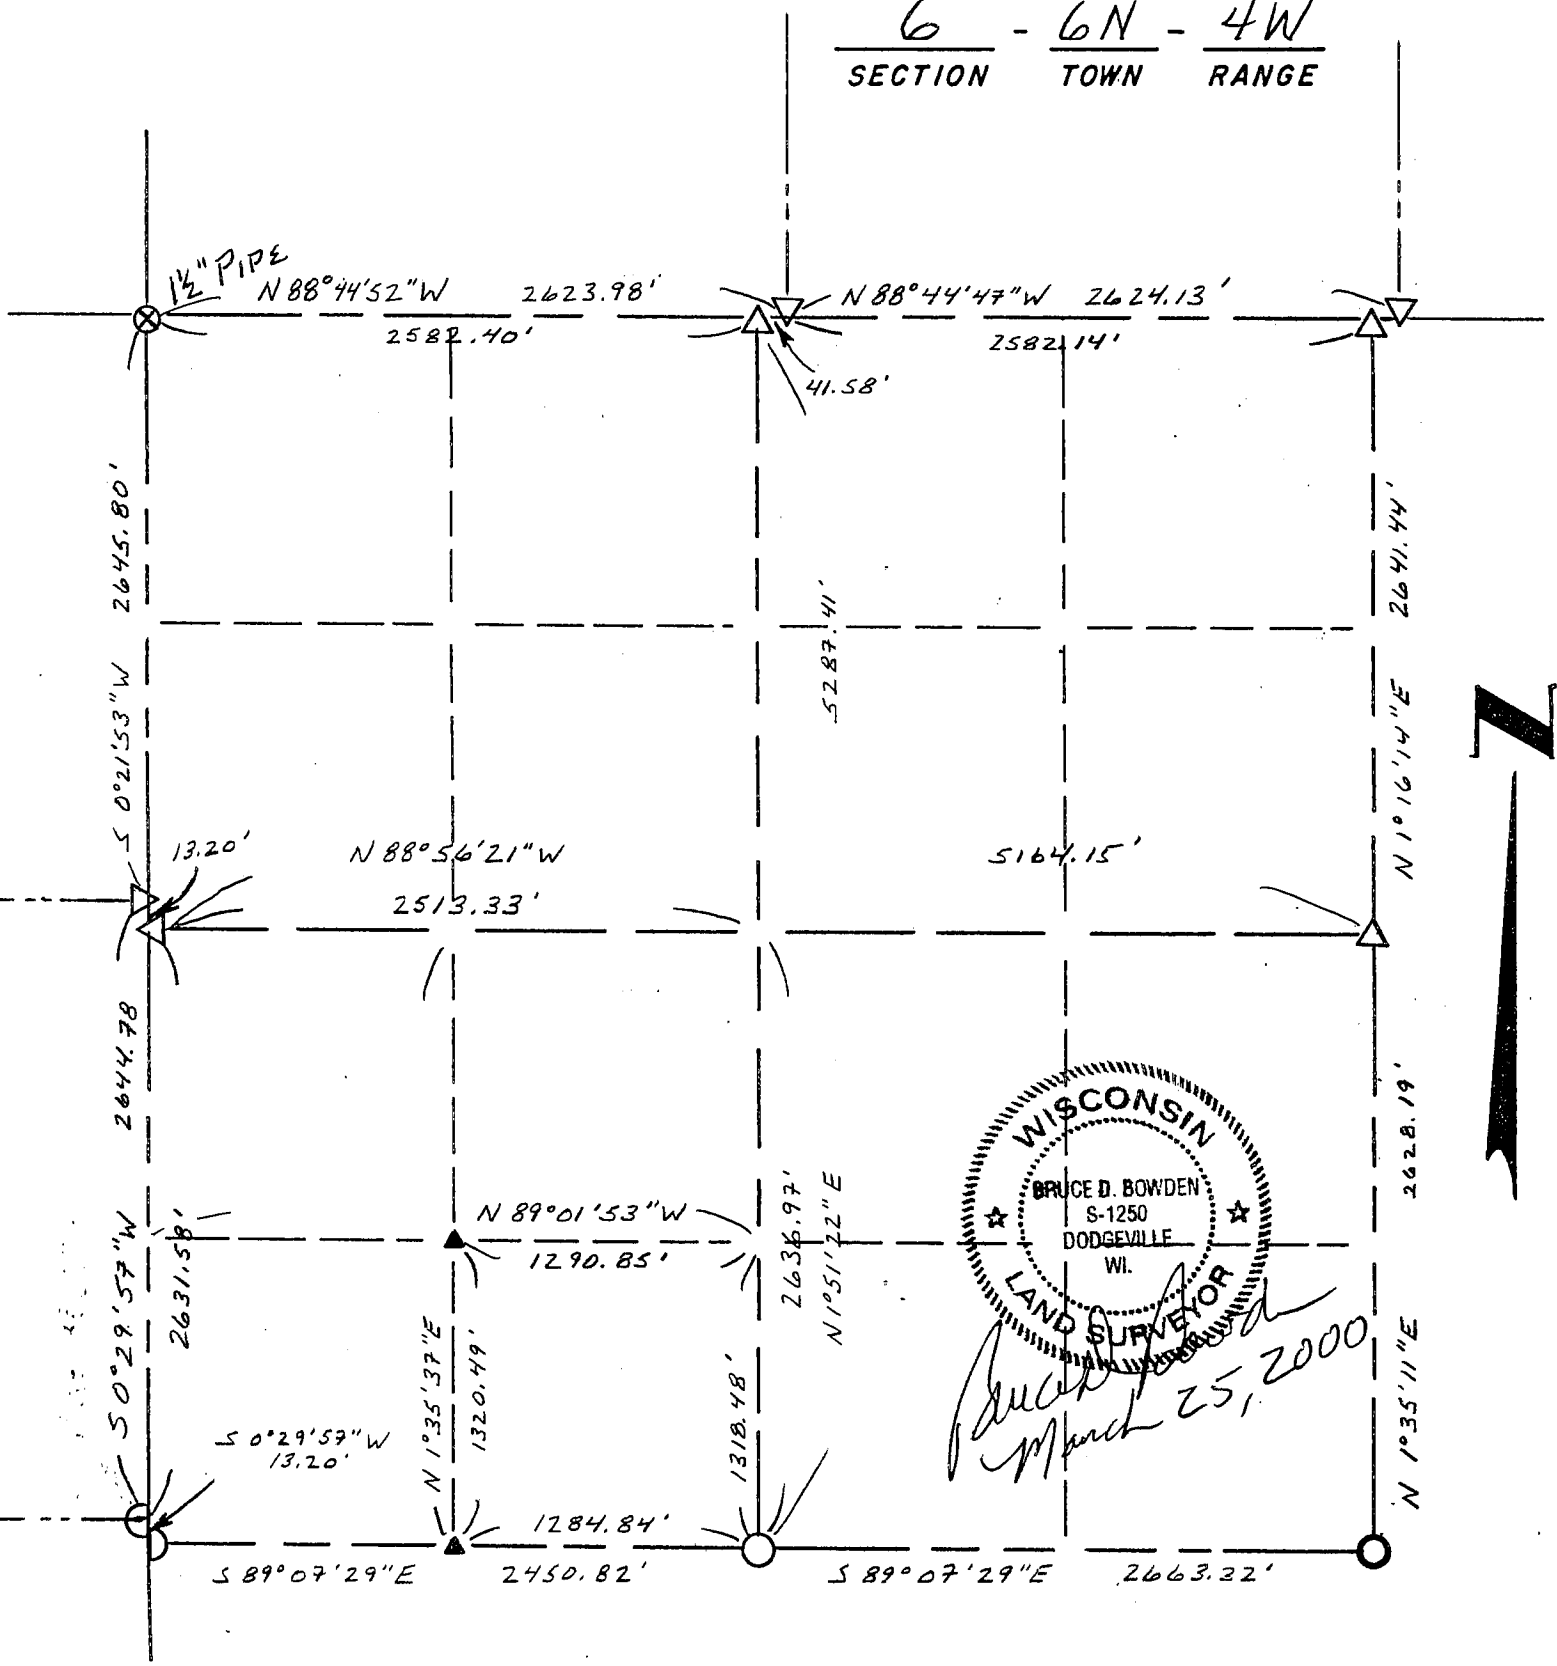 6 - 6N - 4W
SECTION TOWN RANGE
1½" PIPE
N 88°44'52"W 2623.98'
N 88°44'47"W 2624.13'
2582.40'
2582.14'
41.58'
2645.80'
S 0°21'53"W
5287.41'
2641.44'
N 1°16'14"E
N
13.20'
N 88°56'21"W
5164.15'
2513.33'
2644.78
S 0°29'57"W
2631.58'
N 89°01'53"W
1290.85'
2636.97'
N 1°51'22"E
2628.19'
N 1°35'11"E
WISCONSIN
BRUCE D. BOWDEN
S-1250
DODGEVILLE
WI.
LAND SURVEYOR
Bruce D. Bowden
March 25, 2000
S 0°29'57"W
13.20'
N 1°35'37"E
1320.49'
1318.48'
1284.84'
S 89°07'29"E 2450.82'
S 89°07'29"E 2663.32'